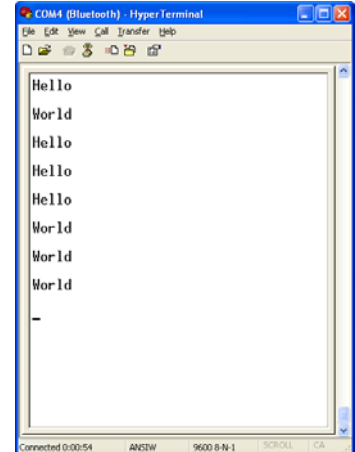 COM4 (Bluetooth) - HyperTerminal
File Edit View Call Transfer Help
Hello
World
Hello
Hello
Hello
World
World
World
_
Connected 0:00:54 ANSIW 9600 8-N-1 SCROLL CA